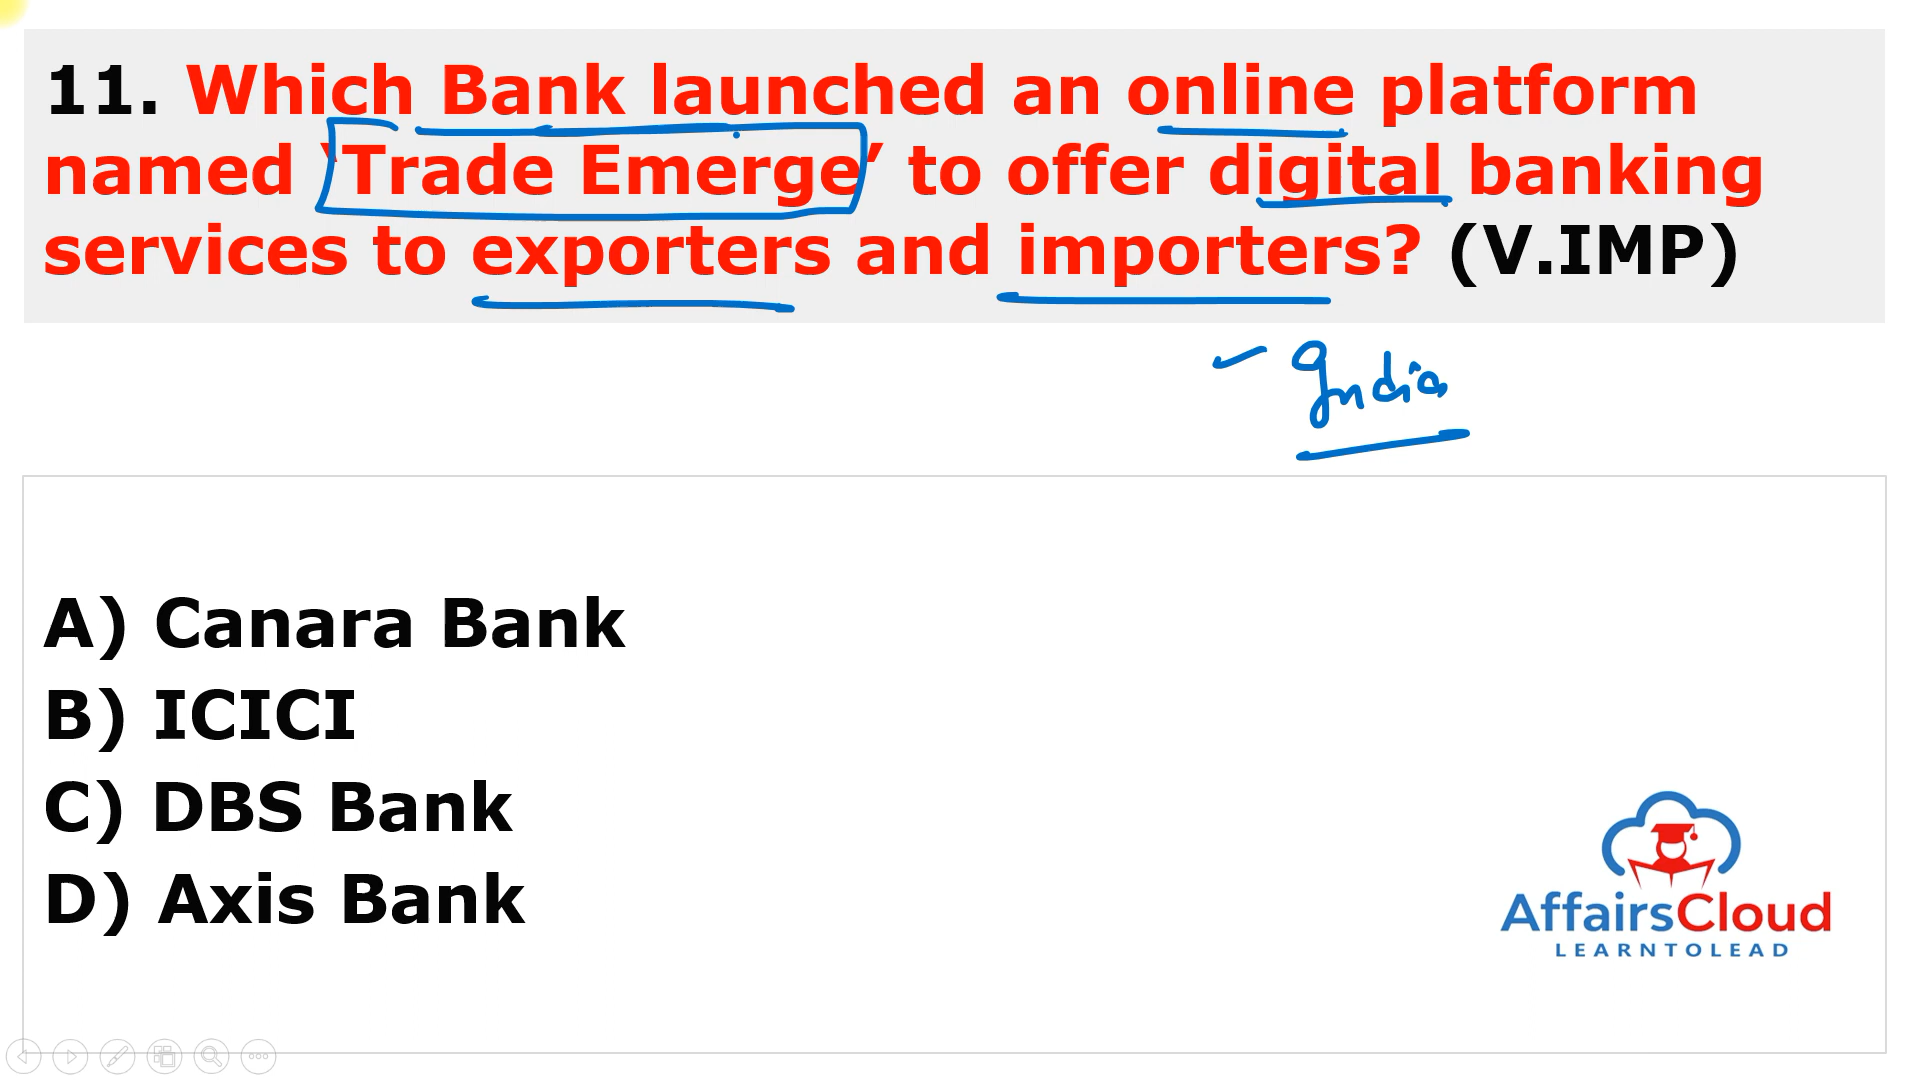 11. Which Bank launched an online platform
named ‘Trade Emerge’ to offer digital banking
services to exporters and importers? (V.IMP)
India
A) Canara Bank
B) ICICI
C) DBS Bank
D) Axis Bank
AffairsCloud
LEARNTOLEAD